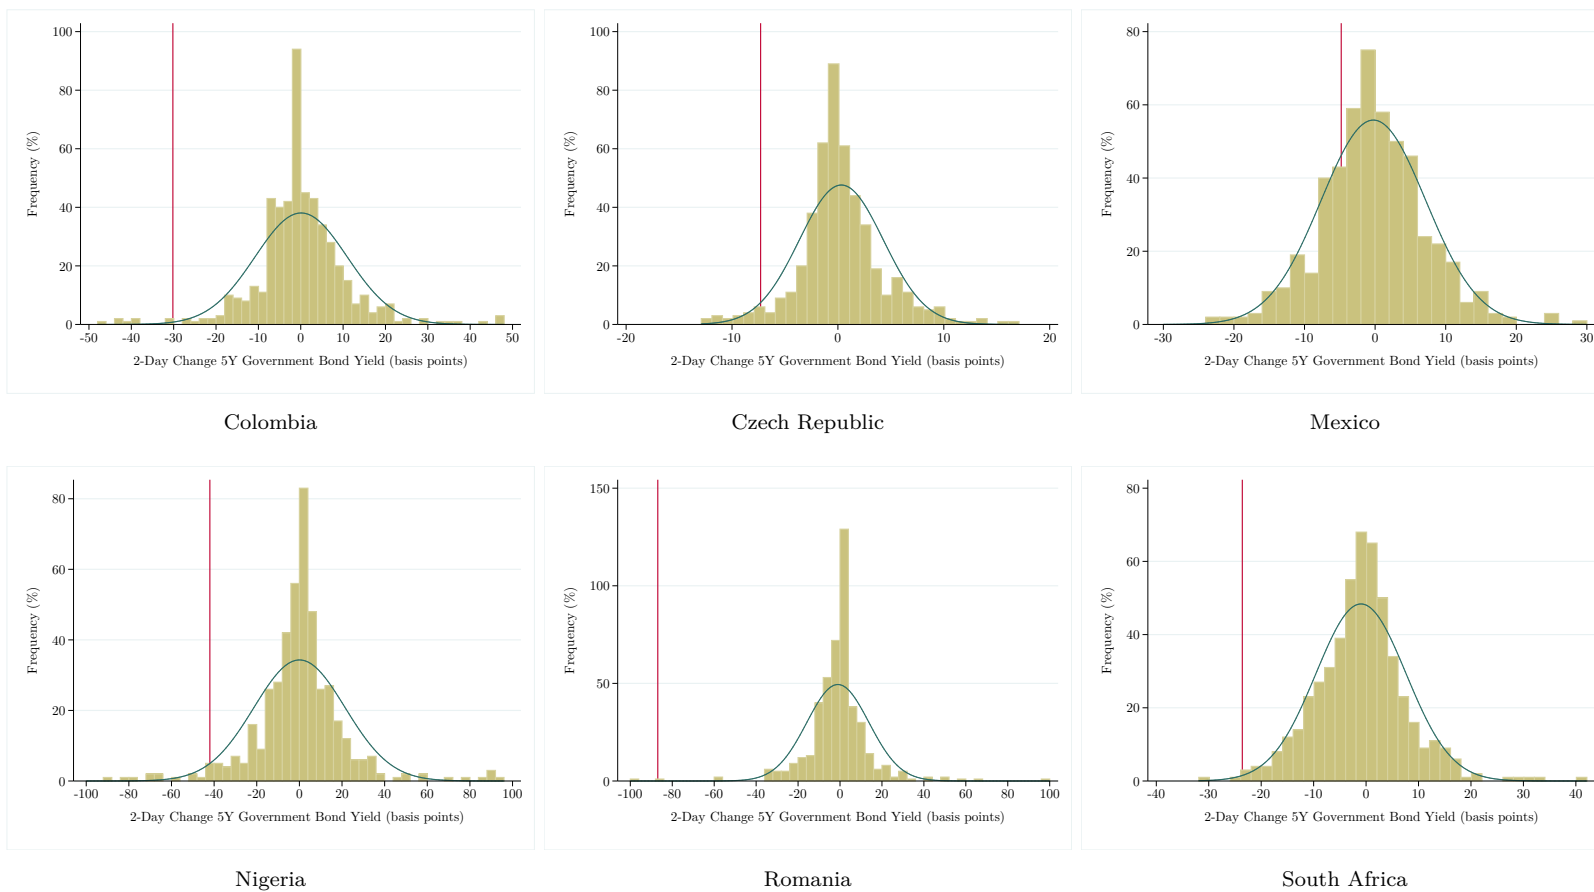 100
80
60
40
20
0
Frequency (%)
-50 -40 -30 -20 -10 0 10 20 30 40 50
2-Day Change 5Y Government Bond Yield (basis points)
Colombia
100
80
60
40
20
0
Frequency (%)
-20 -10 0 10 20
2-Day Change 5Y Government Bond Yield (basis points)
Czech Republic
80
60
40
20
0
Frequency (%)
-30 -20 -10 0 10 20 30
2-Day Change 5Y Government Bond Yield (basis points)
Mexico
80
60
40
20
0
Frequency (%)
-100 -80 -60 -40 -20 0 20 40 60 80 100
2-Day Change 5Y Government Bond Yield (basis points)
Nigeria
150
100
50
0
Frequency (%)
-100 -80 -60 -40 -20 0 20 40 60 80 100
2-Day Change 5Y Government Bond Yield (basis points)
Romania
80
60
40
20
0
Frequency (%)
-40 -30 -20 -10 0 10 20 30 40
2-Day Change 5Y Government Bond Yield (basis points)
South Africa